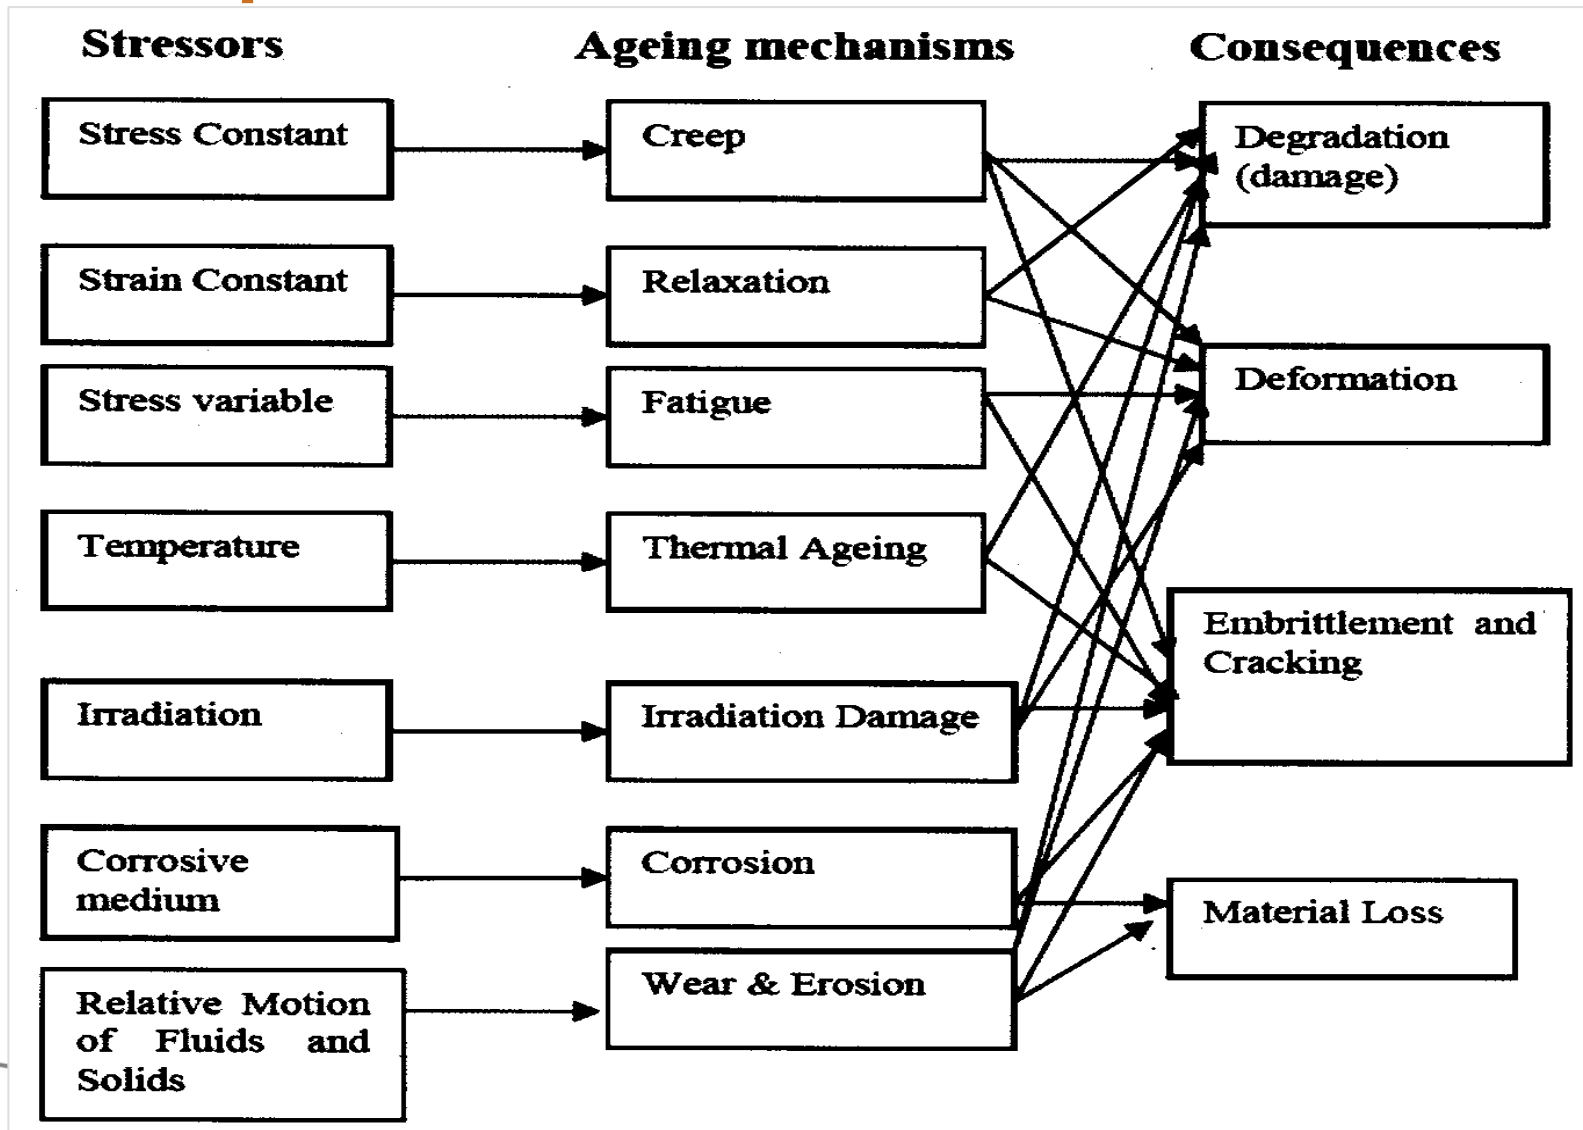 Stressors
Ageing mechanisms
Consequences
Stress Constant
Creep
Degradation
(damage)
Strain Constant
Relaxation
Deformation
Stress variable
Fatigue
Temperature
Thermal Ageing
Embrittlement and
Cracking
Irradiation
Irradiation Damage
Corrosive
medium
Corrosion
Material Loss
Relative Motion
of Fluids and
Solids
Wear & Erosion